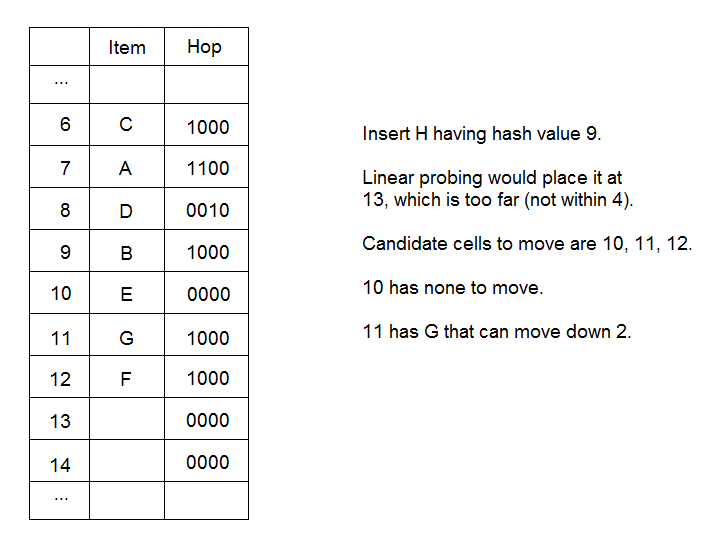 Item Hop
...
6 C 1000
7 A 1100
8 D 0010
9 B 1000
10 E 0000
11 G 1000
12 F 1000
13 0000
14 0000
...
Insert H having hash value 9.
Linear probing would place it at
13, which is too far (not within 4).
Candidate cells to move are 10, 11, 12.
10 has none to move.
11 has G that can move down 2.